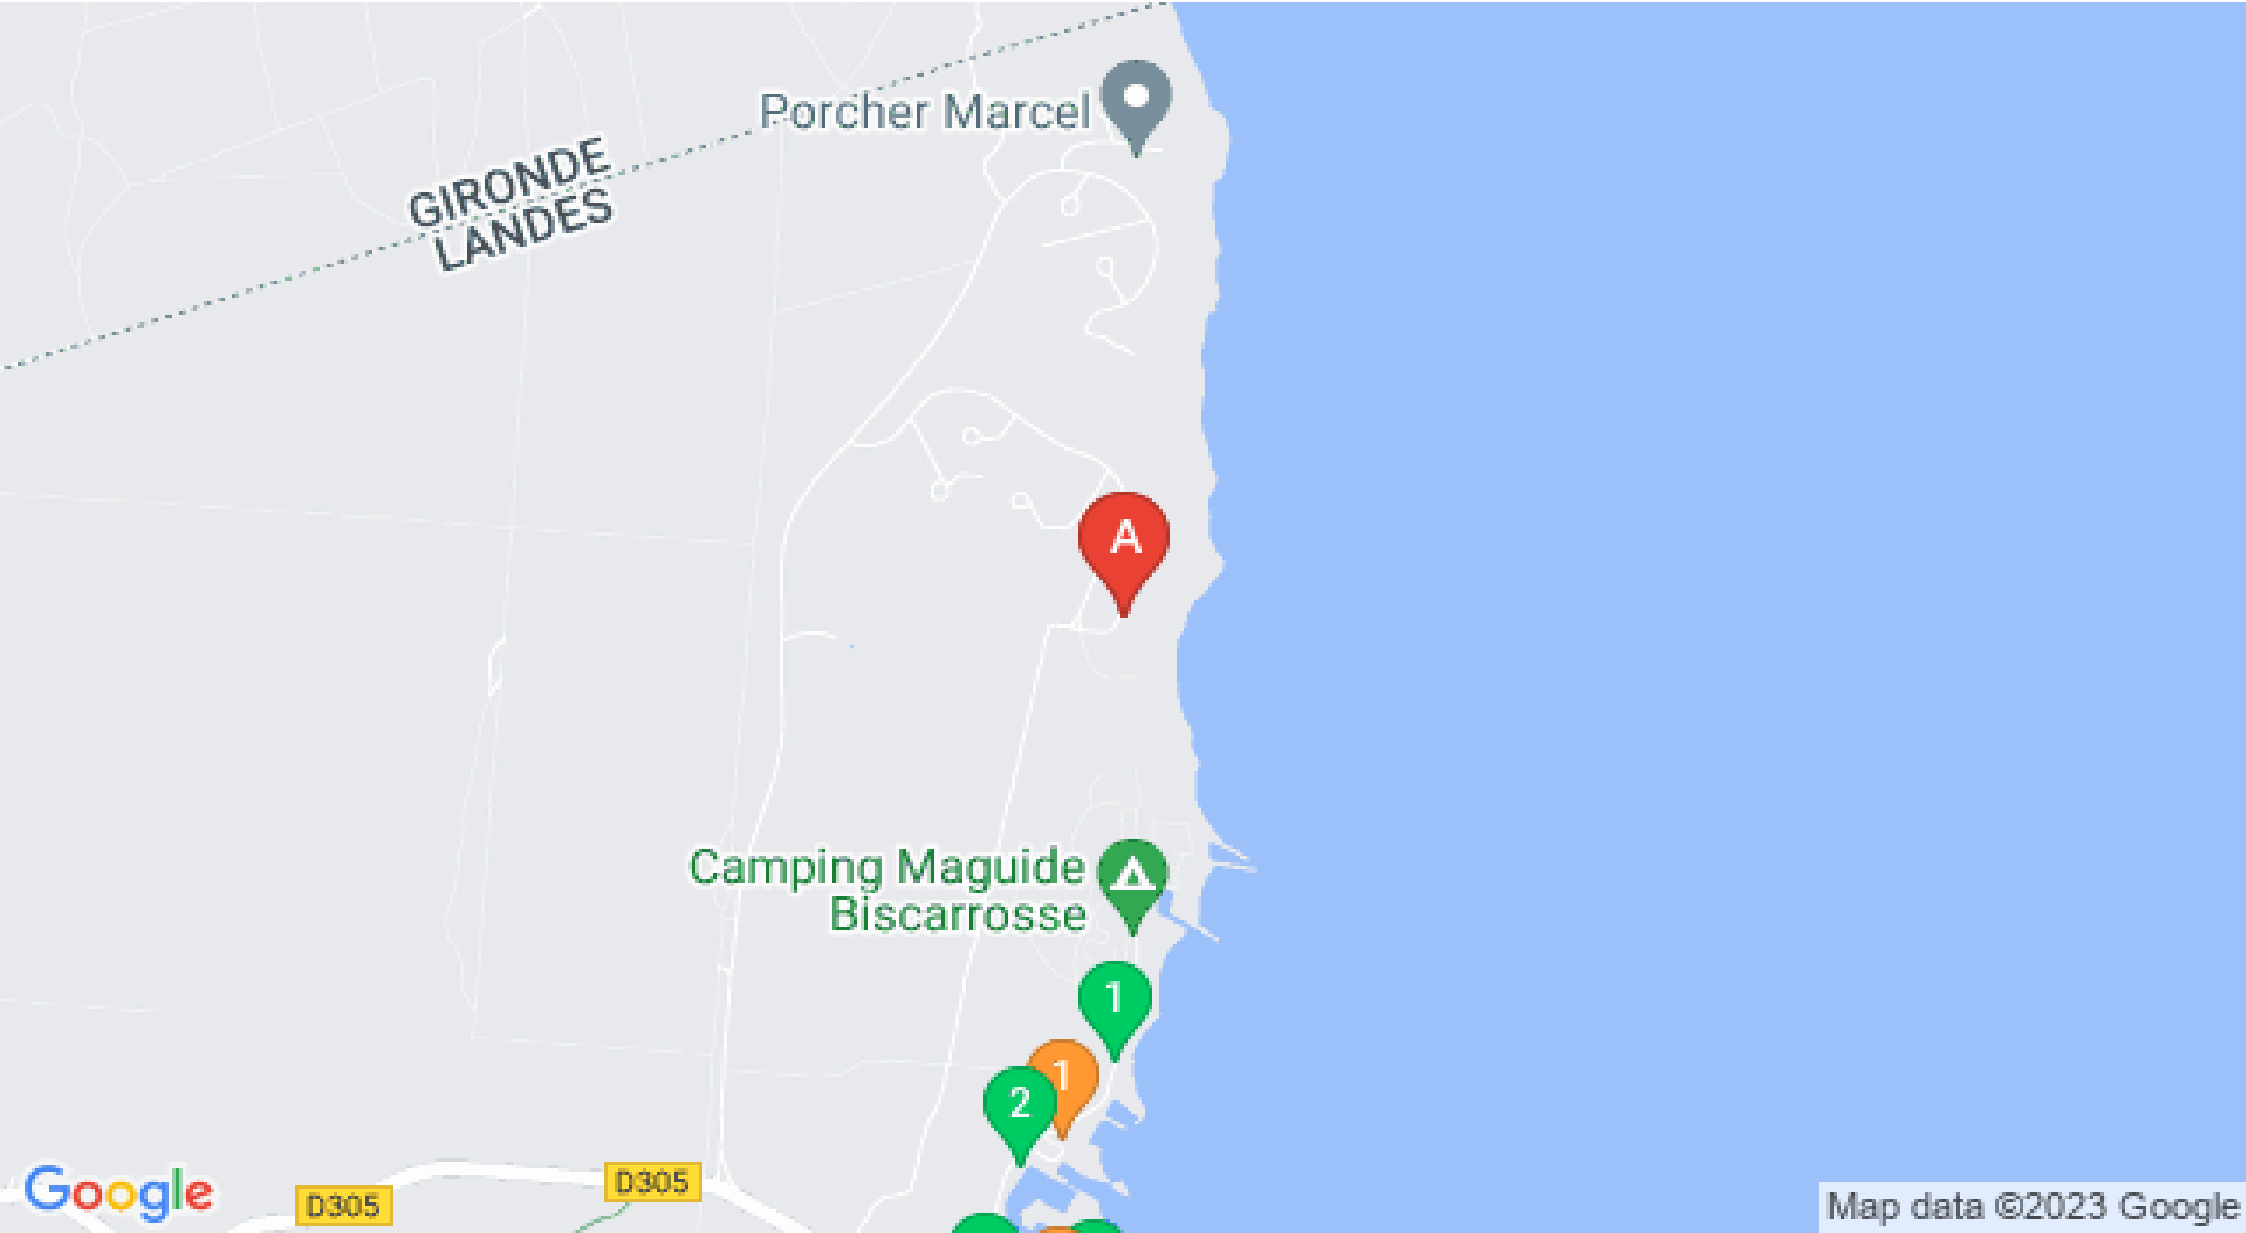 Porcher Marcel
GIRONDE
LANDES
A
Camping Maguide
Biscarrosse
1
1
2
D305
D305
Google
Map data ©2023 Google